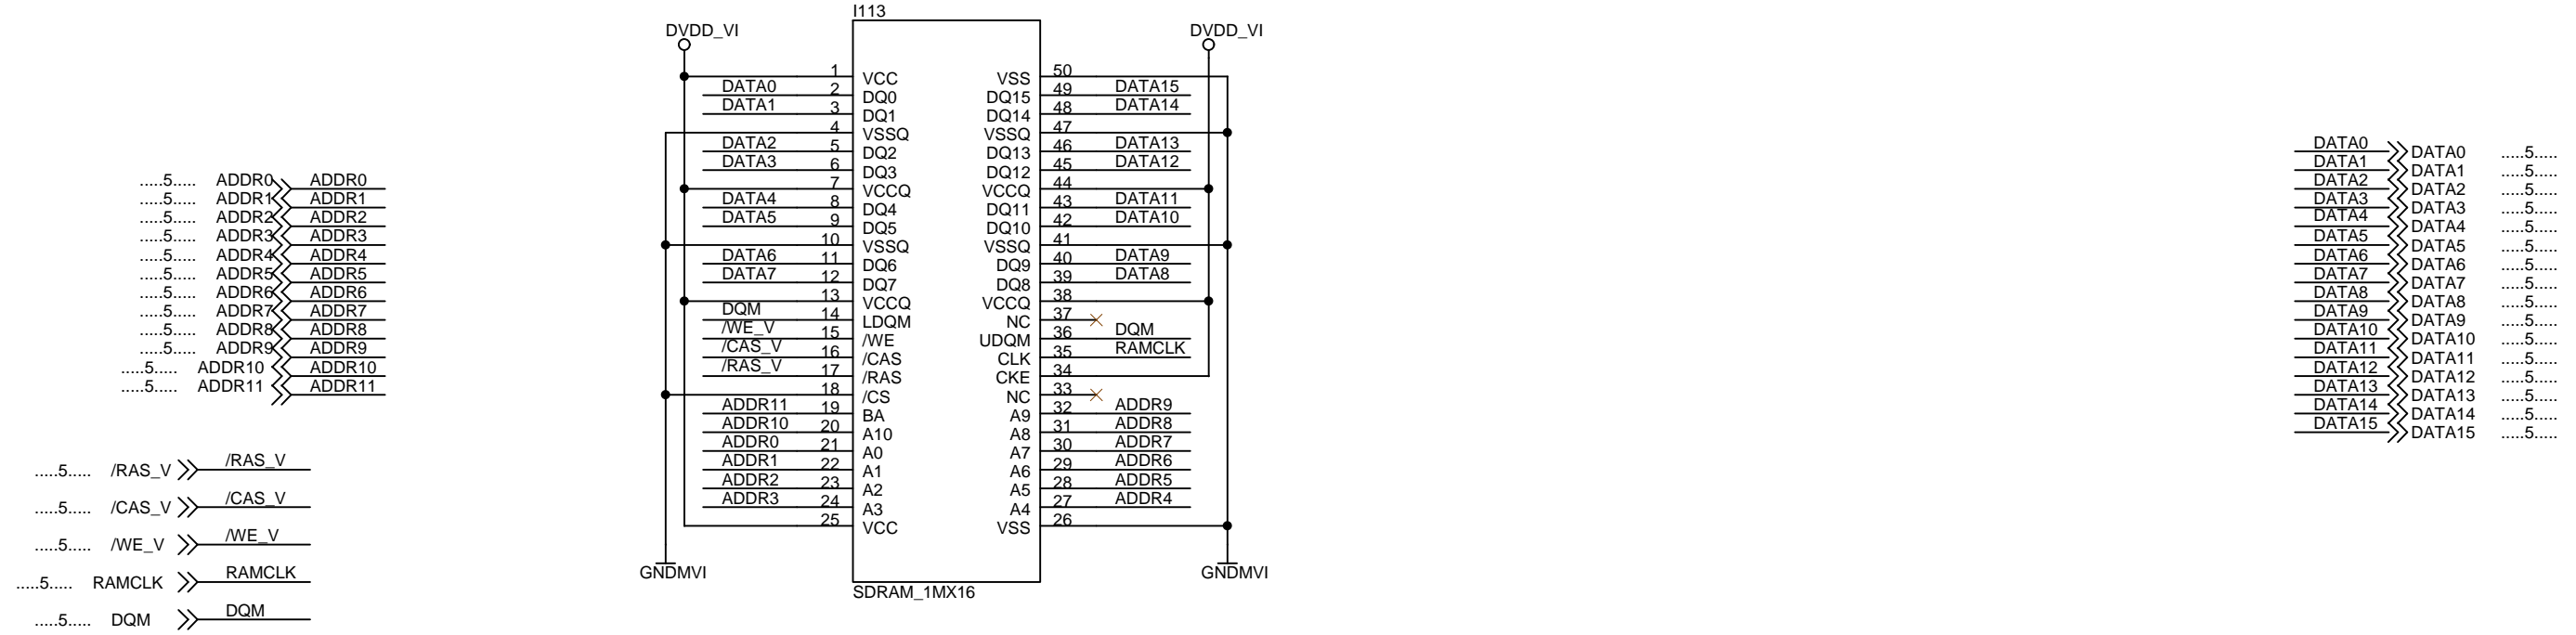 I113
DVDD_VI DVDD_VI
1 VCC VSS 50
DATA0 2 DQ0 DQ15 49 DATA15
DATA1 3 DQ1 DQ14 48 DATA14
4 VSSQ VSSQ 47
DATA2 5 DQ2 DQ13 46 DATA13
DATA3 6 DQ3 DQ12 45 DATA12
7 VCCQ VCCQ 44
DATA4 8 DQ4 DQ11 43 DATA11
DATA5 9 DQ5 DQ10 42 DATA10
10 VSSQ VSSQ 41
DATA6 11 DQ6 DQ9 40 DATA9
DATA7 12 DQ7 DQ8 39 DATA8
13 VCCQ VCCQ 38
DQM 14 LDQM NC 37
/WE_V 15 /WE UDQM 36 DQM
/CAS_V 16 /CAS CLK 35 RAMCLK
/RAS_V 17 /RAS CKE 34
18 /CS NC 33
ADDR11 19 BA A9 32 ADDR9
ADDR10 20 A10 A8 31 ADDR8
ADDR0 21 A0 A7 30 ADDR7
ADDR1 22 A1 A6 29 ADDR6
ADDR2 23 A2 A5 28 ADDR5
ADDR3 24 A3 A4 27 ADDR4
25 VCC VSS 26
GNDMVI GNDMVI
SDRAM_1MX16
.....5..... ADDR0 ADDR0
.....5..... ADDR1 ADDR1
.....5..... ADDR2 ADDR2
.....5..... ADDR3 ADDR3
.....5..... ADDR4 ADDR4
.....5..... ADDR5 ADDR5
.....5..... ADDR6 ADDR6
.....5..... ADDR7 ADDR7
.....5..... ADDR8 ADDR8
.....5..... ADDR9 ADDR9
.....5..... ADDR10 ADDR10
.....5..... ADDR11 ADDR11
.....5..... /RAS_V /RAS_V
.....5..... /CAS_V /CAS_V
.....5..... /WE_V /WE_V
.....5..... RAMCLK RAMCLK
.....5..... DQM DQM
DATA0 DATA0 .....5.....
DATA1 DATA1 .....5.....
DATA2 DATA2 .....5.....
DATA3 DATA3 .....5.....
DATA4 DATA4 .....5.....
DATA5 DATA5 .....5.....
DATA6 DATA6 .....5.....
DATA7 DATA7 .....5.....
DATA8 DATA8 .....5.....
DATA9 DATA9 .....5.....
DATA10 DATA10 .....5.....
DATA11 DATA11 .....5.....
DATA12 DATA12 .....5.....
DATA13 DATA13 .....5.....
DATA14 DATA14 .....5.....
DATA15 DATA15 .....5.....